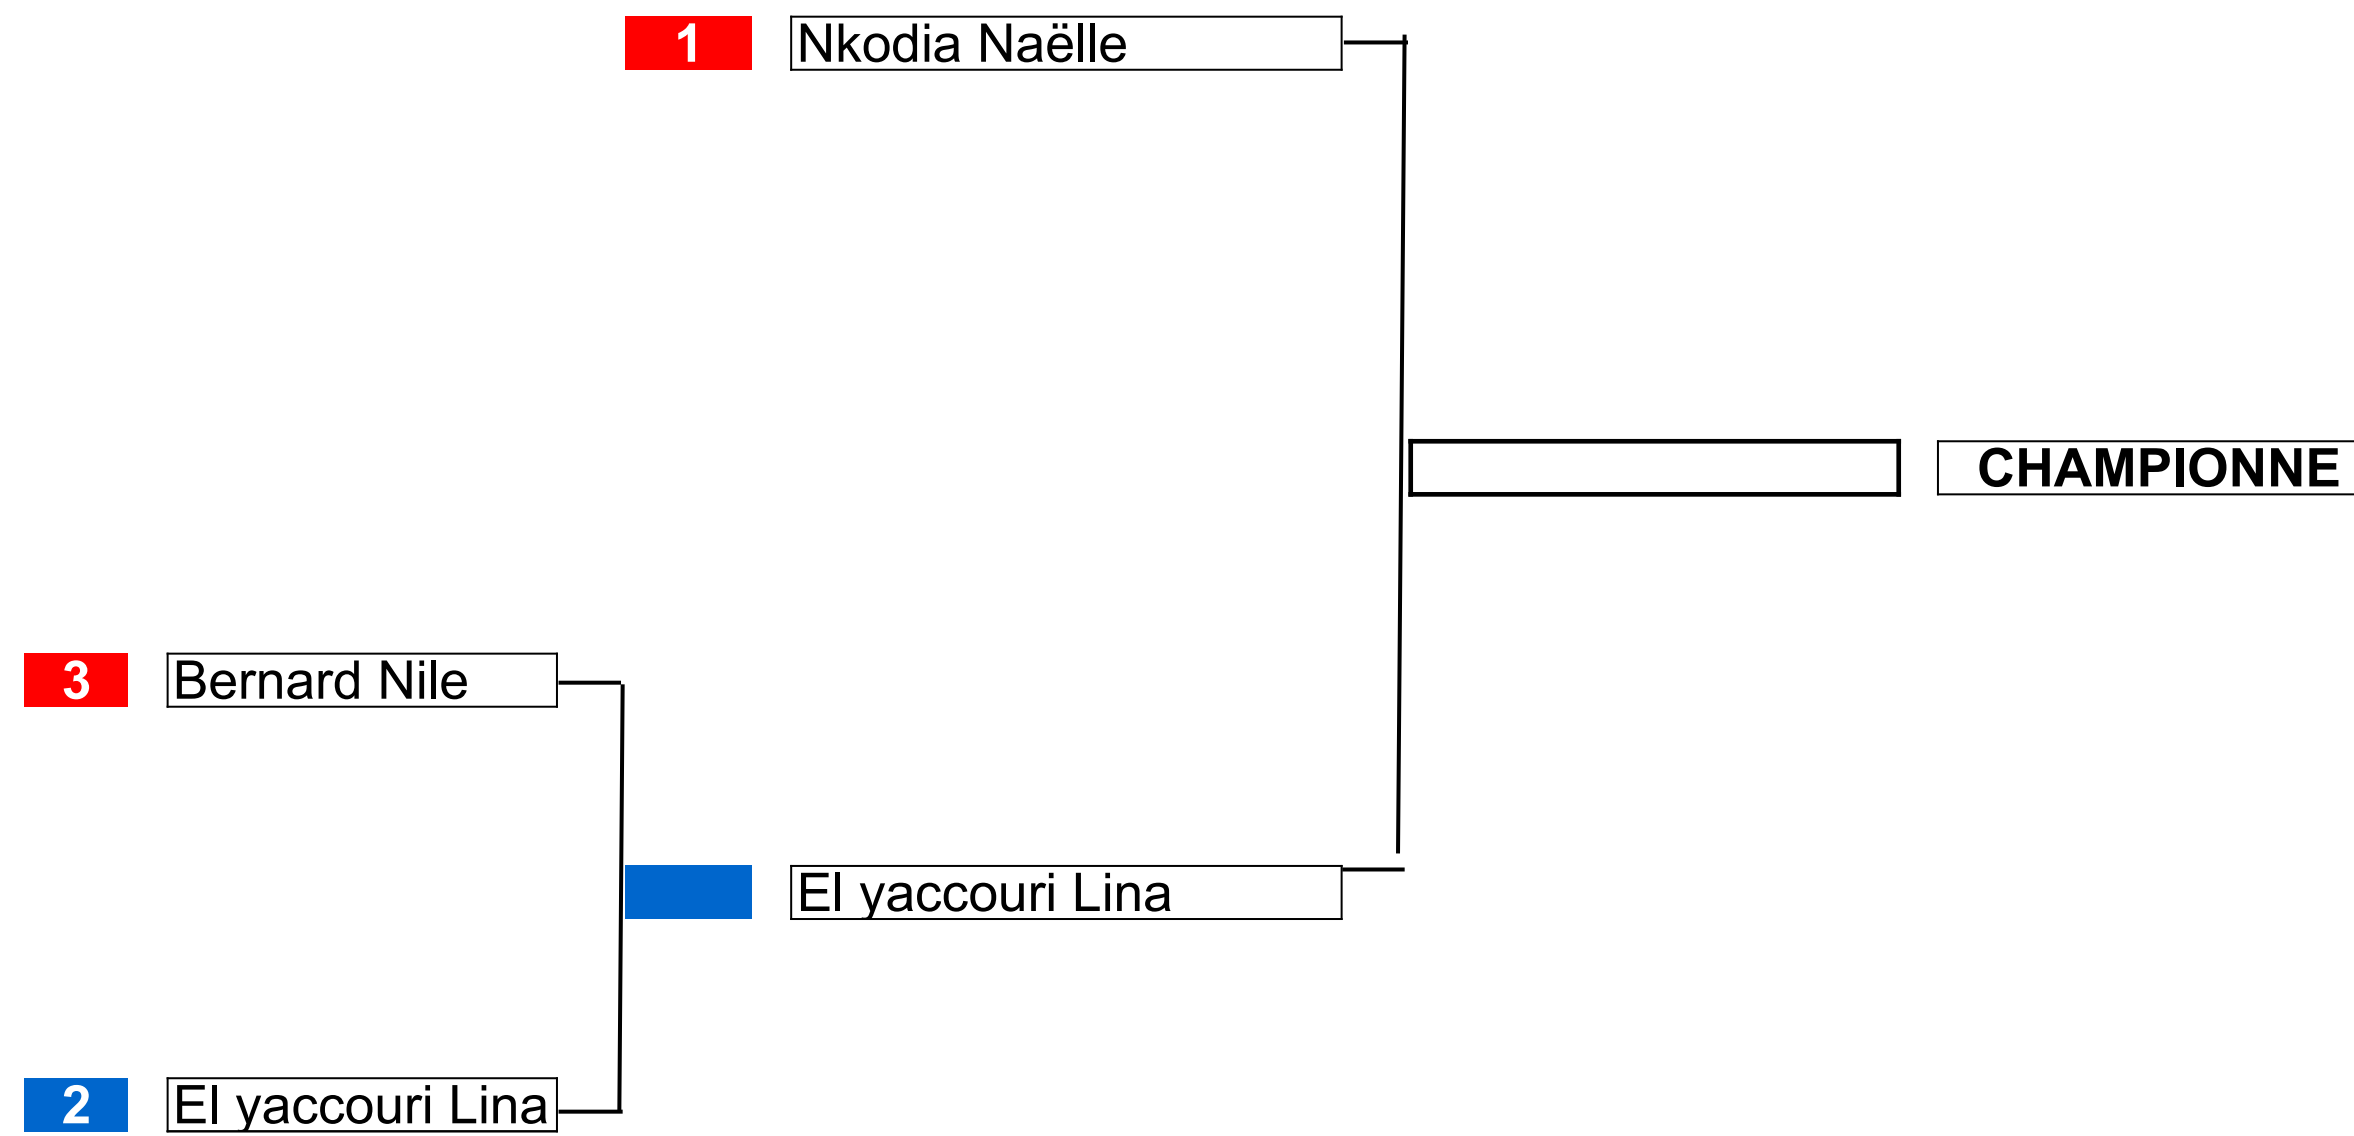 1 Nkodia Naëlle
CHAMPIONNE
3 Bernard Nile
El yaccouri Lina
2 El yaccouri Lina